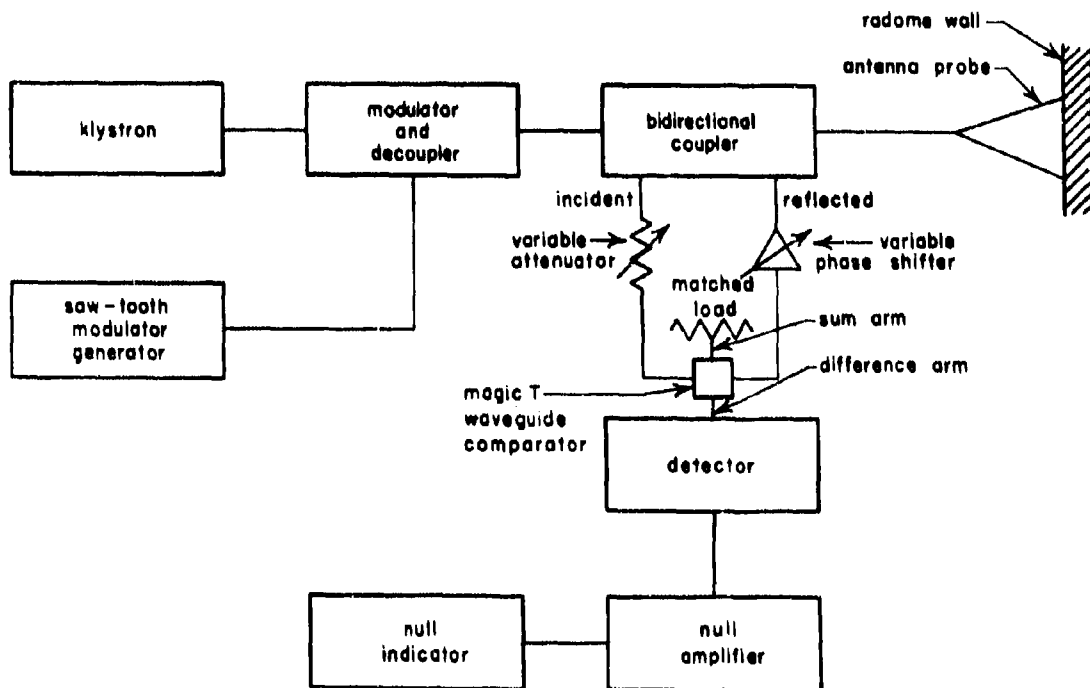 radome wall
antenna probe
klystron
modulator
and
decoupler
bidirectional
coupler
incident
reflected
variable
attenuator
variable
phase shifter
matched
load
saw-tooth
modulator
generator
sum arm
difference arm
magic T
waveguide
comparator
detector
null
indicator
null
amplifier